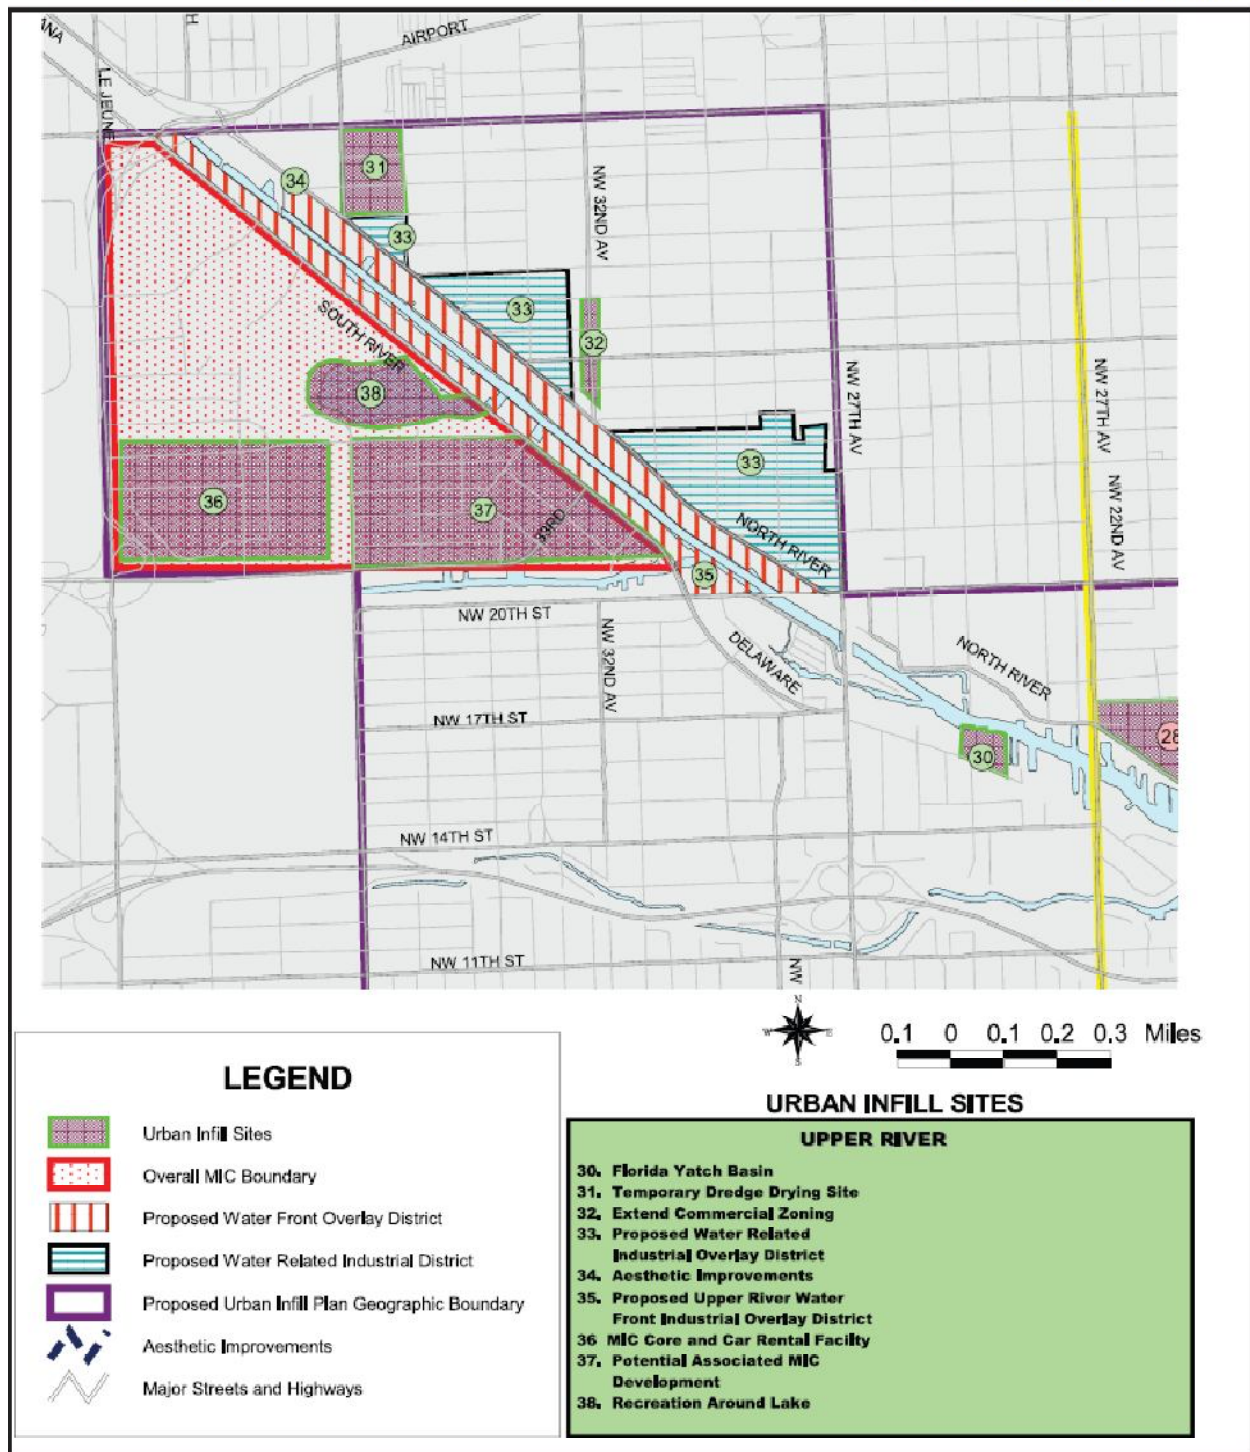 ANA
H
AIRPORT
LE JEUNE
34
31
33
NW 32ND AV
33
32
SOUTH RIVER
38
NW 27TH AV
NW 27TH AV
33
36
37
33RD
NORTH RIVER
NW 22ND AV
35
NW 20TH ST
NW 32ND AV
DELAWARE
NORTH RIVER
NW 17TH ST
28
30
NW 14TH ST
NW 11TH ST
NW
N
W E
S
0.1 0 0.1 0.2 0.3 Miles
LEGEND
Urban Infill Sites
Overall MIC Boundary
Proposed Water Front Overlay District
Proposed Water Related Industrial District
Proposed Urban Infill Plan Geographic Boundary
Aesthetic Improvements
Major Streets and Highways
URBAN INFILL SITES
UPPER RIVER
30. Florida Yatch Basin
31. Temporary Dredge Drying Site
32. Extend Commercial Zoning
33. Proposed Water Related
Industrial Overlay District
34. Aesthetic Improvements
35. Proposed Upper River Water
Front Industrial Overlay District
36 MIC Core and Car Rental Facilty
37. Potential Associated MIC
Development
38. Recreation Around Lake